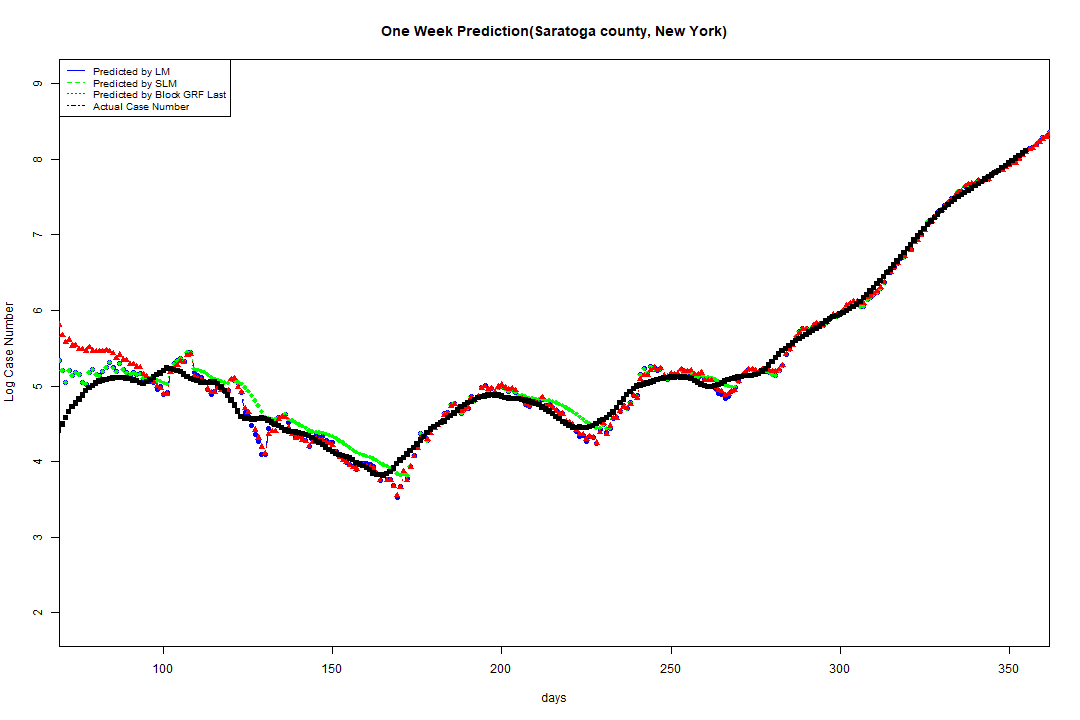 One Week Prediction(Saratoga county, New York)
Predicted by LM
Predicted by SLM
Predicted by Block GRF Last
Actual Case Number
9
8
7
6
5
4
3
2
Log Case Number
100 150 200 250 300 350
days